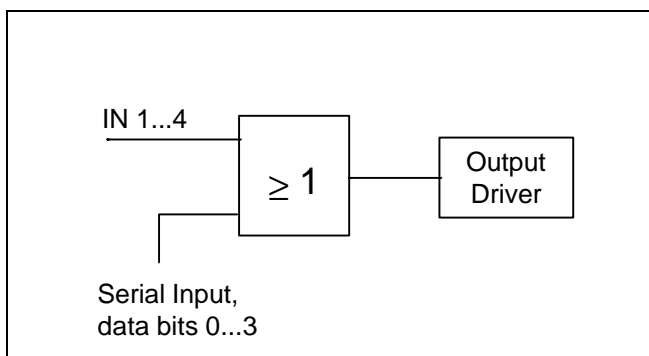 IN 1...4
≥ 1
Output
Driver
Serial Input,
data bits 0...3